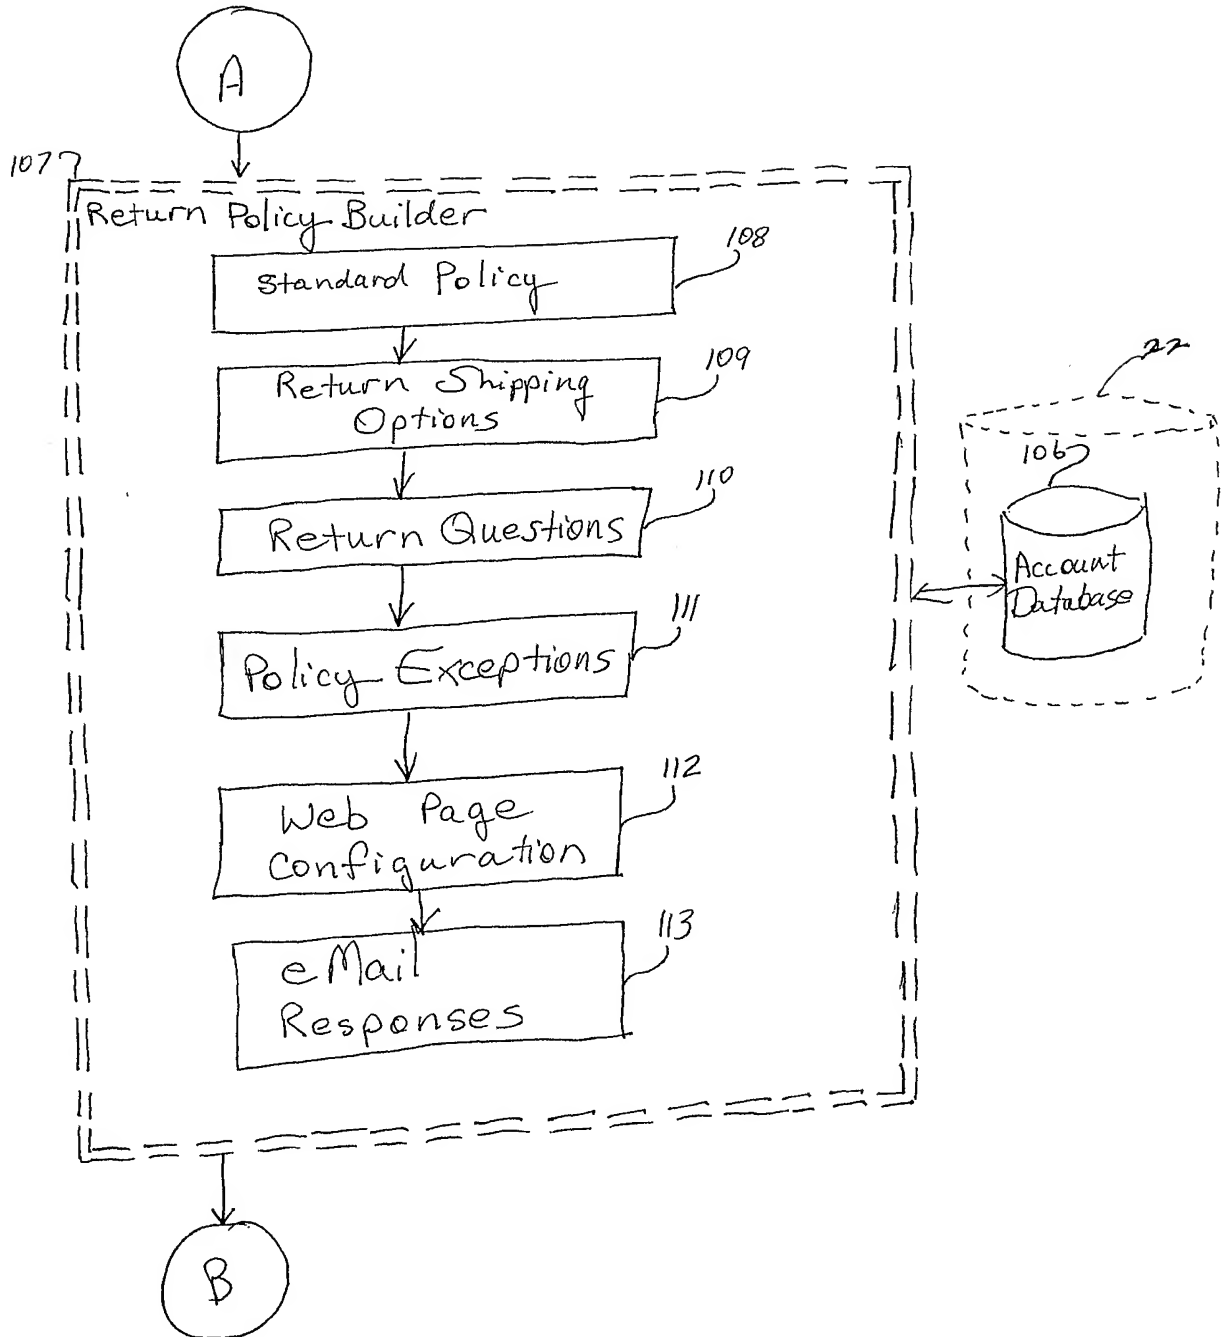 A
107
Return Policy Builder
108
Standard Policy
109
Return Shipping
Options
22
106
Account
Database
110
Return Questions
111
Policy Exceptions
112
Web Page
Configuration
113
eMail
Responses
B